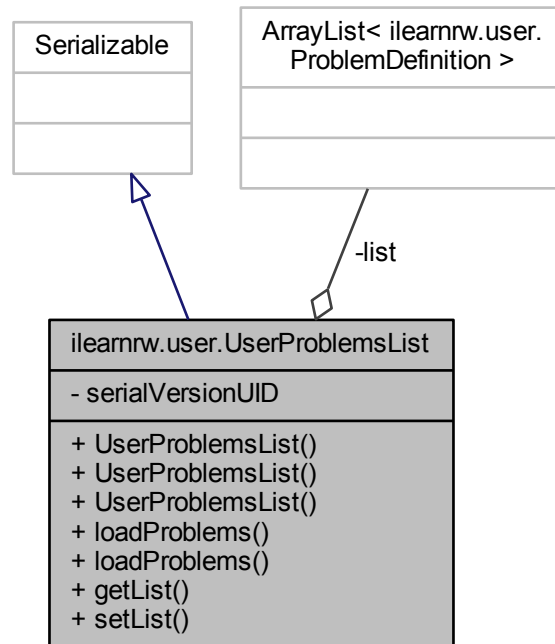 Serializable
ArrayList< ilearnrw.user.
ProblemDefinition >
-list
ilearnrw.user.UserProblemsList
- serialVersionUID
+ UserProblemsList()
+ UserProblemsList()
+ UserProblemsList()
+ loadProblems()
+ loadProblems()
+ getList()
+ setList()